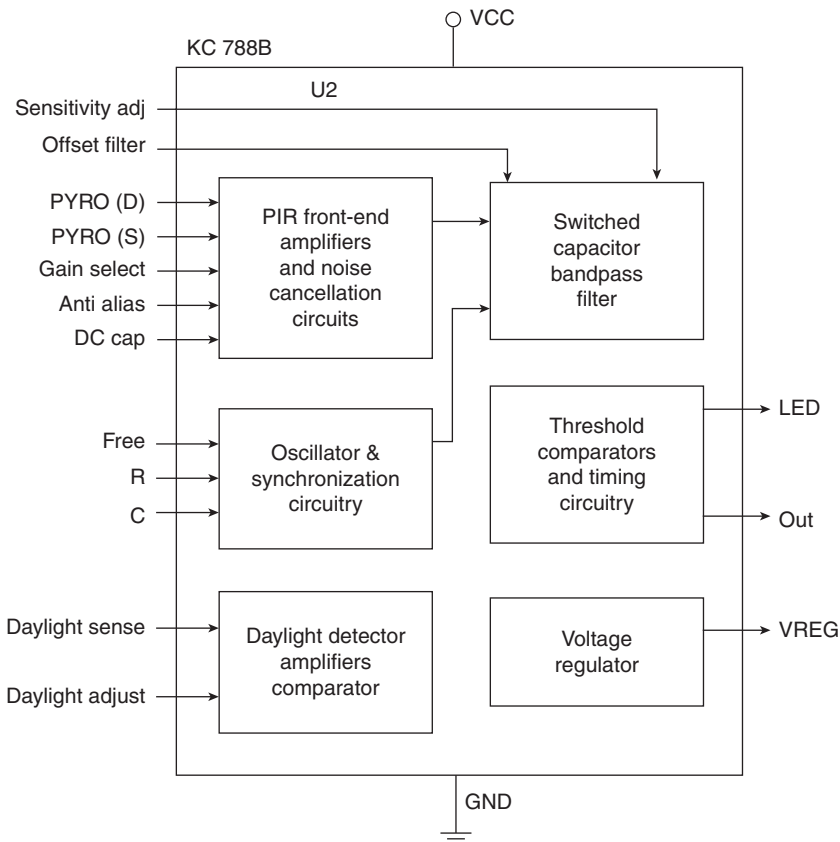 VCC
KC 788B
U2
Sensitivity adj
Offset filter
PYRO (D)
PYRO (S)
Gain select
Anti alias
DC cap
PIR front-end
amplifiers
and noise
cancellation
circuits
Switched
capacitor
bandpass
filter
Free
R
C
Oscillator &
synchronization
circuitry
Threshold
comparators
and timing
circuitry
LED
Out
Daylight sense
Daylight adjust
Daylight detector
amplifiers
comparator
Voltage
regulator
VREG
GND